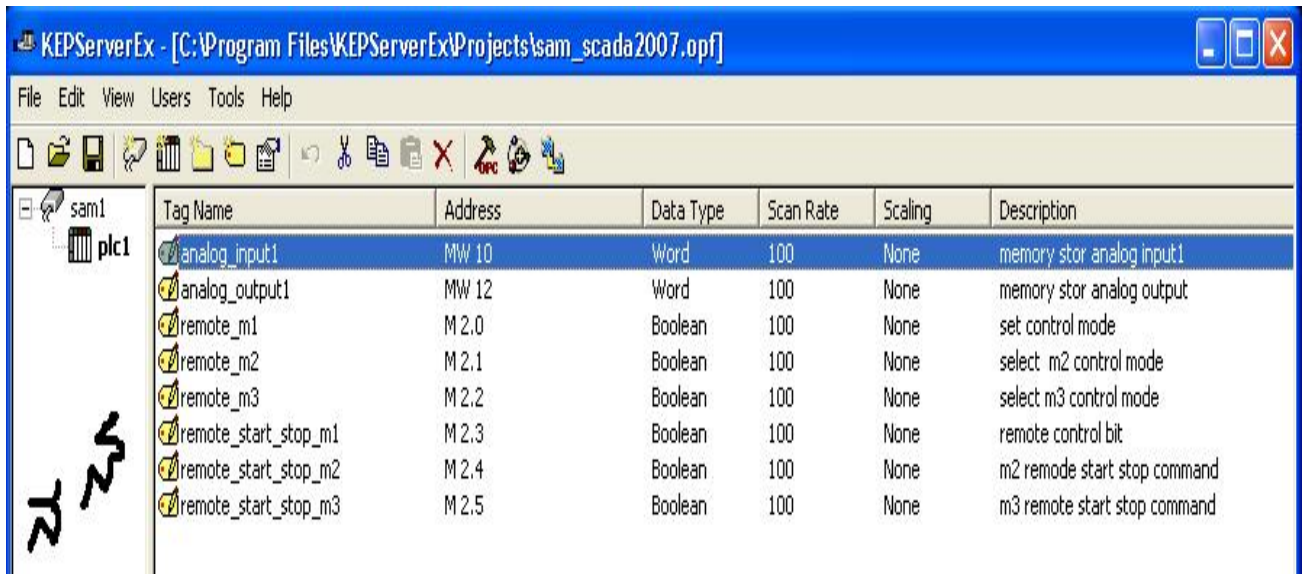 KEPServerEx - [C:\Program Files\KEPServerEx\Projects\sam_scada2007.opf]
File Edit View Users Tools Help
OPC
sam1
plc1
Tag Name Address Data Type Scan Rate Scaling Description
analog_input1 MW 10 Word 100 None memory stor analog input1
analog_output1 MW 12 Word 100 None memory stor analog output
remote_m1 M 2.0 Boolean 100 None set control mode
remote_m2 M 2.1 Boolean 100 None select m2 control mode
remote_m3 M 2.2 Boolean 100 None select m3 control mode
remote_start_stop_m1 M 2.3 Boolean 100 None remote control bit
remote_start_stop_m2 M 2.4 Boolean 100 None m2 remode start stop command
remote_start_stop_m3 M 2.5 Boolean 100 None m3 remote start stop command